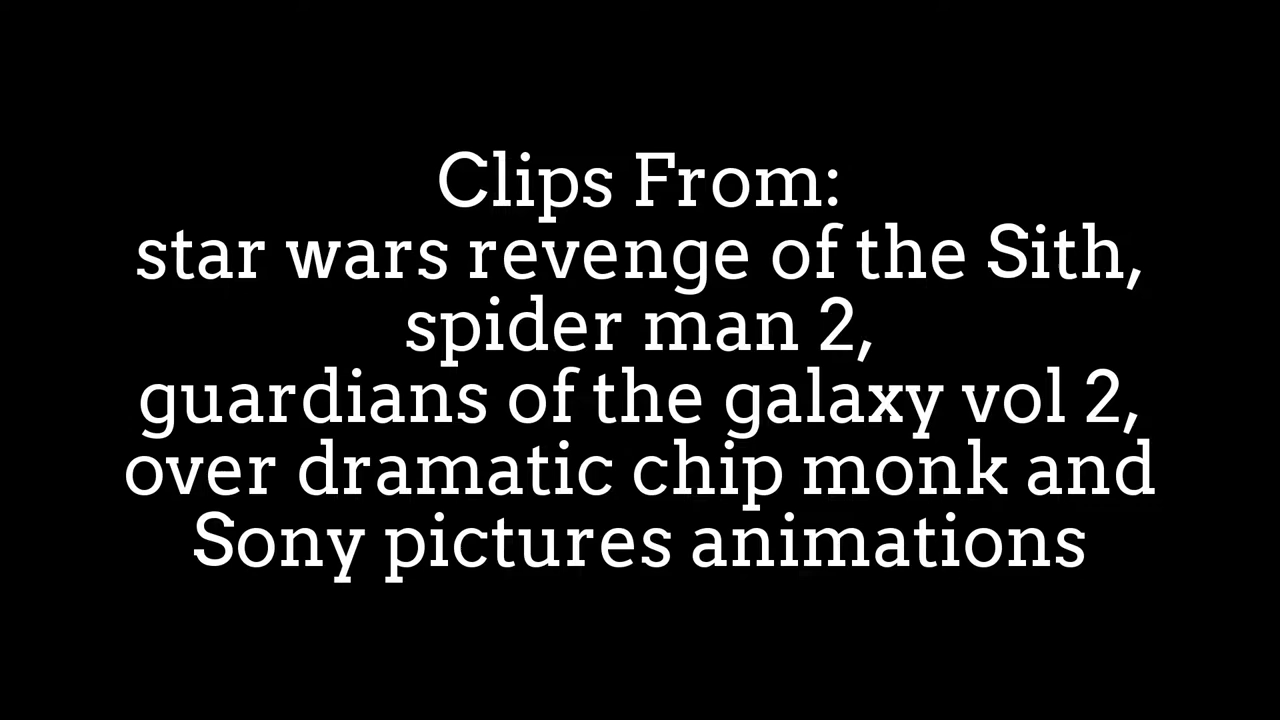 Clips From:
star wars revenge of the Sith,
spider man 2,
guardians of the galaxy vol 2,
over dramatic chip monk and
Sony pictures animations